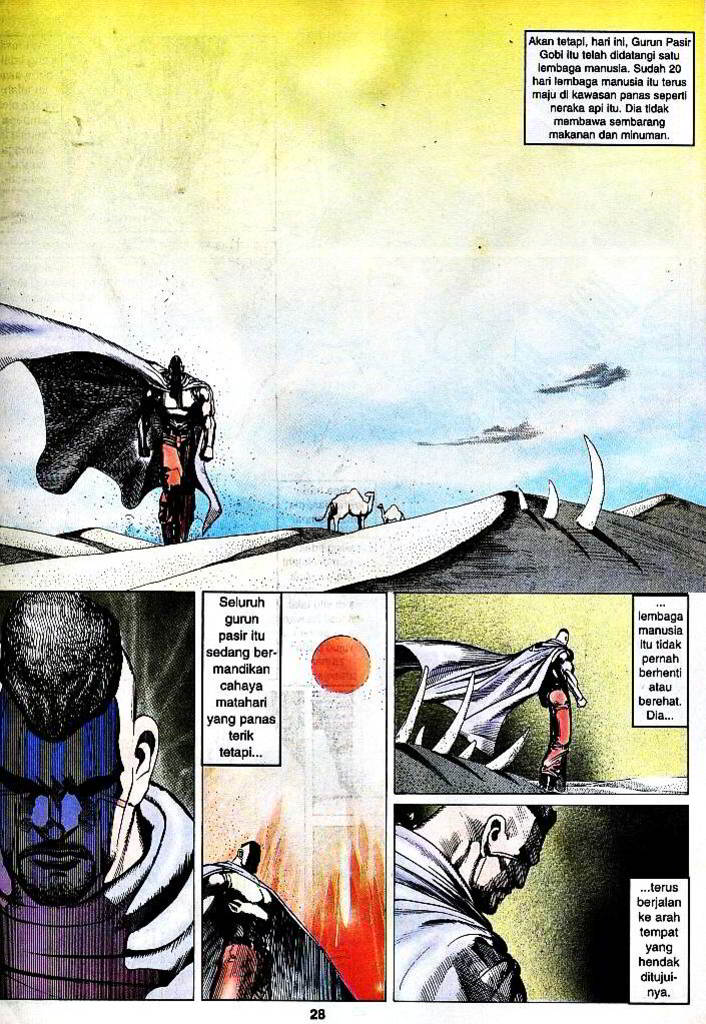 Akan tetapi, hari ini, Gurun Pasir
Gobi itu telah didatangi satu
lembaga manusia. Sudah 20
hari lembaga manusia itu terus
maju di kawasan panas seperti
neraka api itu. Dia tidak
membawa sembarang
makanan dan minuman.
Seluruh
gurun
pasir itu
sedang ber-
mandikan
cahaya
matahari
yang panas
terik
tetapi...
...
lembaga
manusia
itu tidak
pernah
berhenti
atau
berehat.
Dia...
...terus
berjalan
ke arah
tempat
yang
hendak
ditujui-
nya.
28